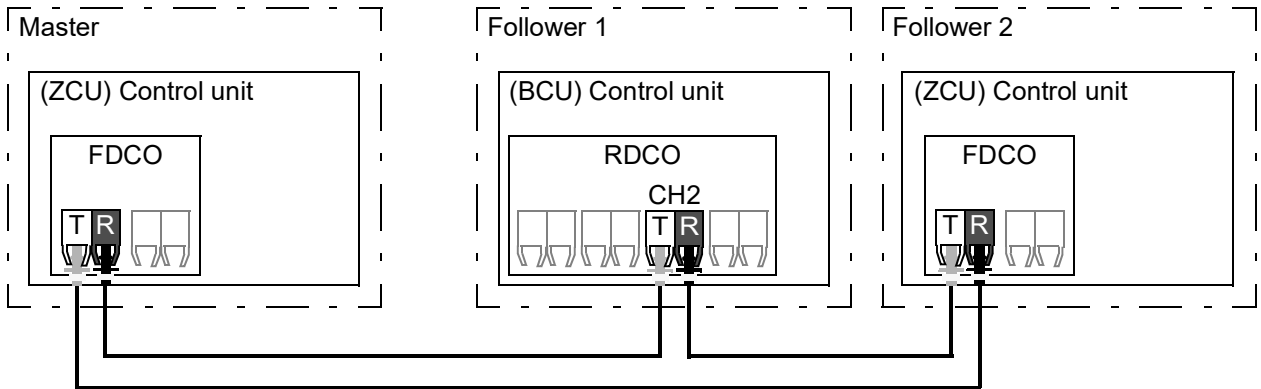 Master
(ZCU) Control unit
FDCO
T R
Follower 1
(BCU) Control unit
RDCO
CH2
T R
Follower 2
(ZCU) Control unit
FDCO
T R